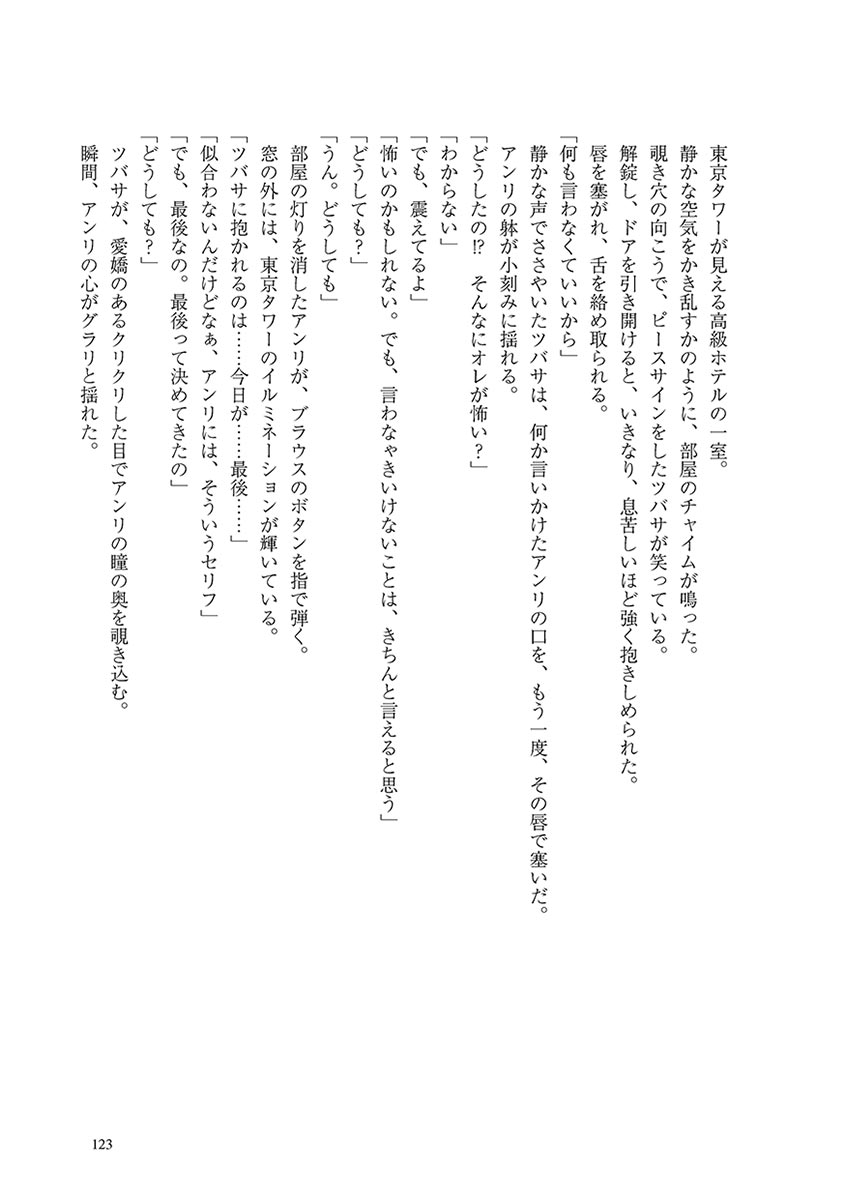 東京タワーが見える高級ホテルの一室。
　静かな空気をかき乱すかのように、部屋のチャイムが鳴った。
　覗き穴の向こうで、ピースサインをしたツバサが笑っている。
　解錠し、ドアを引き開けると、いきなり、息苦しいほど強く抱きしめられた。
　唇を塞がれ、舌を絡め取られる。
「何も言わなくていいから」
　静かな声でささやいたツバサは、何か言いかけたアンリの口を、もう一度、その唇で塞いだ。
　アンリの躰が小刻みに揺れる。
「どうしたの⁉　そんなにオレが怖い？」
「わからない」
「でも、震えてるよ」
「怖いのかもしれない。でも、言わなゃきいけないことは、きちんと言えると思う」
「どうしても？」
「うん。どうしても」
　部屋の灯りを消したアンリが、ブラウスのボタンを指で弾く。
　窓の外には、東京タワーのイルミネーションが輝いている。
「ツバサに抱かれるのは……今日が……最後……」
「似合わないんだけどなぁ、アンリには、そういうセリフ」
「でも、最後なの。最後って決めてきたの」
「どうしても？」
　ツバサが、愛嬌のあるクリクリした目でアンリの瞳の奥を覗き込む。
　瞬間、アンリの心がグラリと揺れた。
123